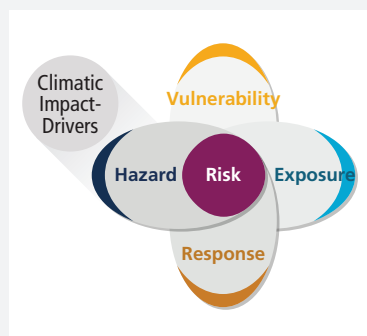 Climatic
Impact-
Drivers
Vulnerability
Hazard
Risk
Exposure
Response